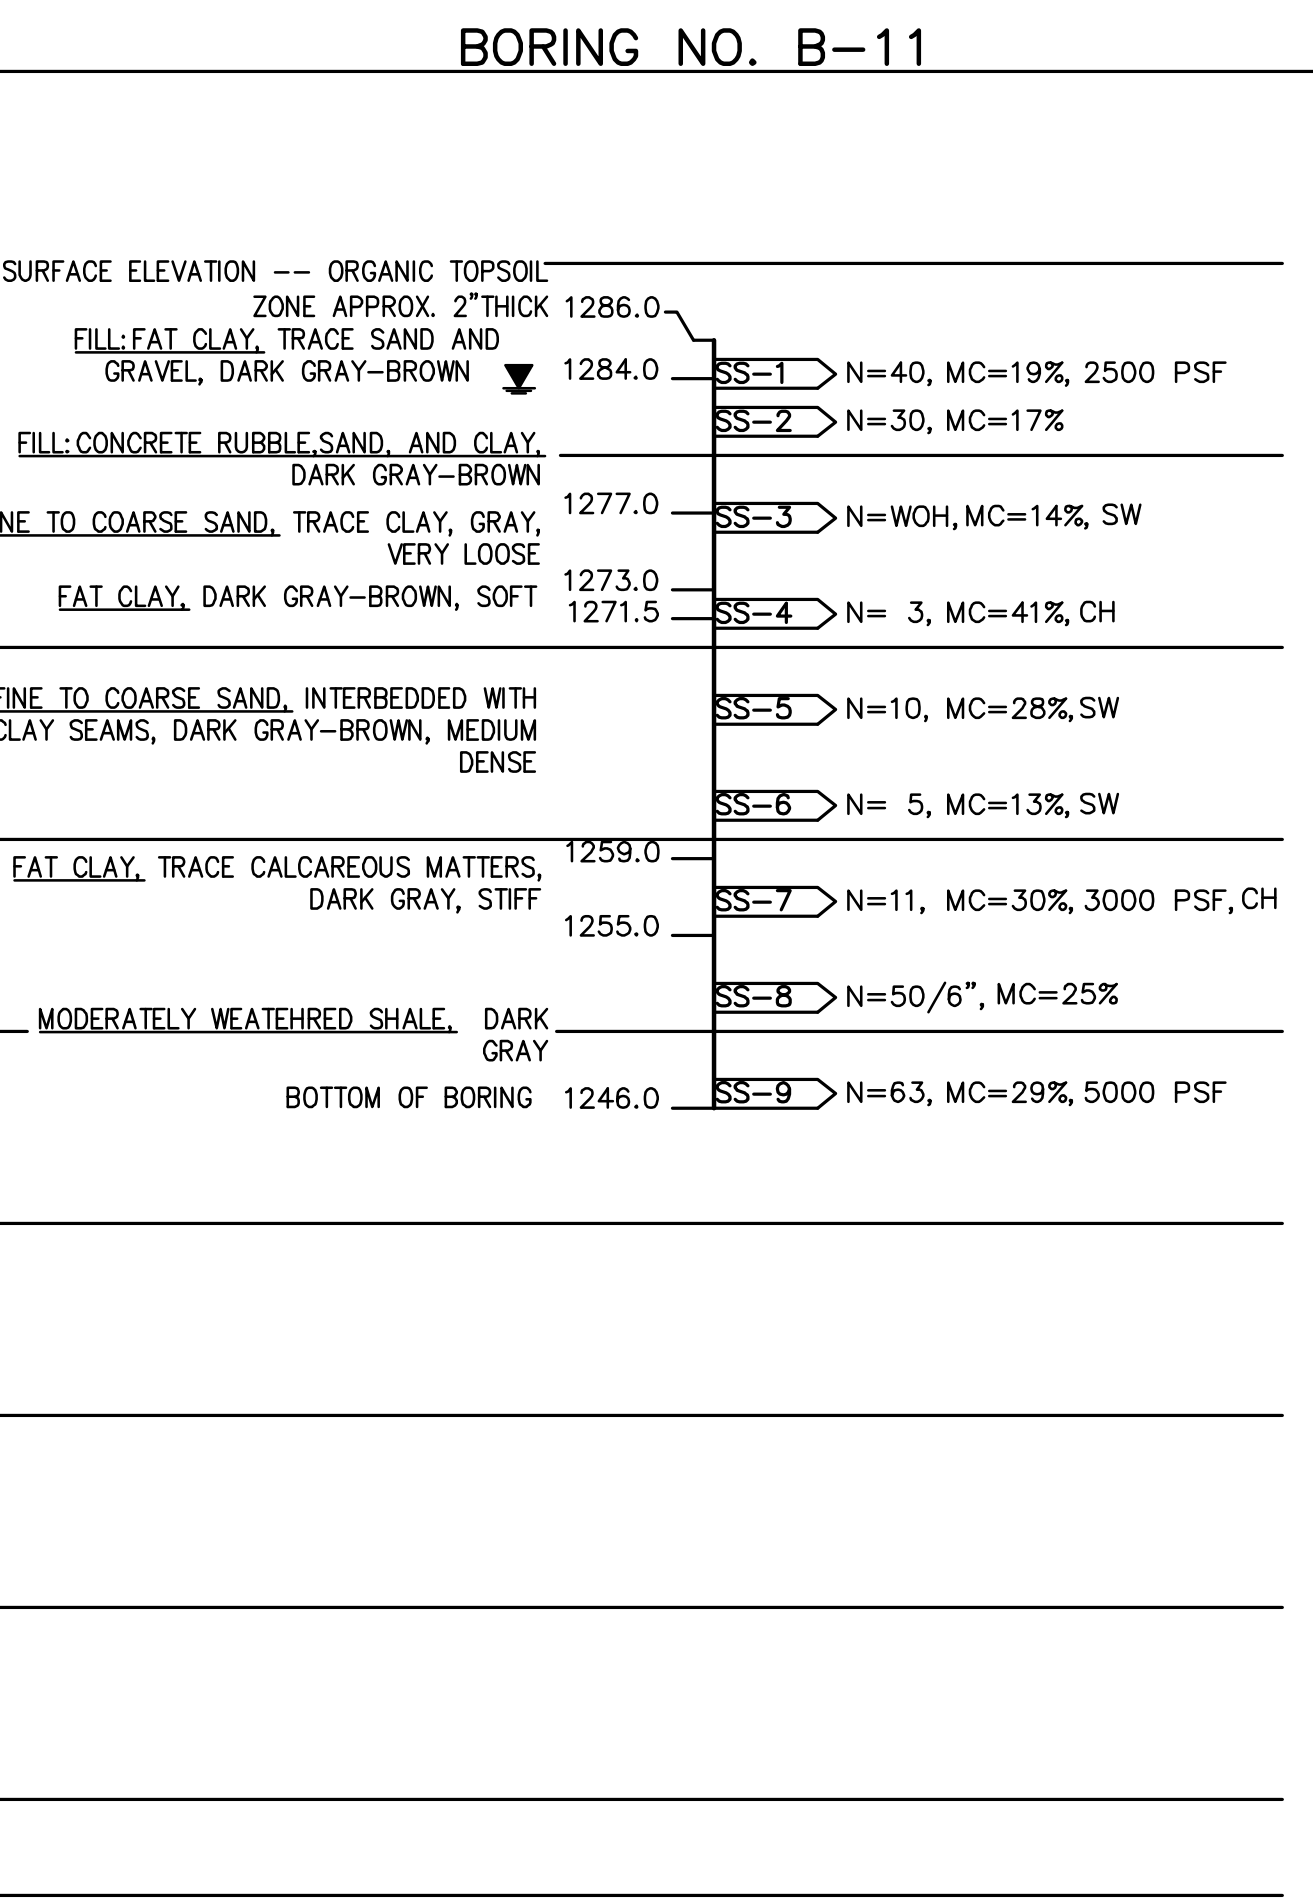 BORING NO. B-11
SURFACE ELEVATION -- ORGANIC TOPSOIL
ZONE APPROX. 2"THICK 1286.0
FILL: FAT CLAY, TRACE SAND AND
GRAVEL, DARK GRAY-BROWN 1284.0 SS-1 N=40, MC=19%, 2500 PSF
SS-2 N=30, MC=17%
FILL: CONCRETE RUBBLE,SAND, AND CLAY,
DARK GRAY-BROWN
1277.0 SS-3 N=WOH, MC=14%, SW
NE TO COARSE SAND, TRACE CLAY, GRAY,
VERY LOOSE
1273.0
FAT CLAY, DARK GRAY-BROWN, SOFT
1271.5 SS-4 N= 3, MC=41%, CH
FINE TO COARSE SAND, INTERBEDDED WITH
SS-5 N=10, MC=28%, SW
CLAY SEAMS, DARK GRAY-BROWN, MEDIUM
DENSE
SS-6 N= 5, MC=13%, SW
1259.0
FAT CLAY, TRACE CALCAREOUS MATTERS,
DARK GRAY, STIFF
SS-7 N=11, MC=30%, 3000 PSF, CH
1255.0
SS-8 N=50/6", MC=25%
MODERATELY WEATEHRED SHALE, DARK
GRAY
BOTTOM OF BORING 1246.0 SS-9 N=63, MC=29%, 5000 PSF